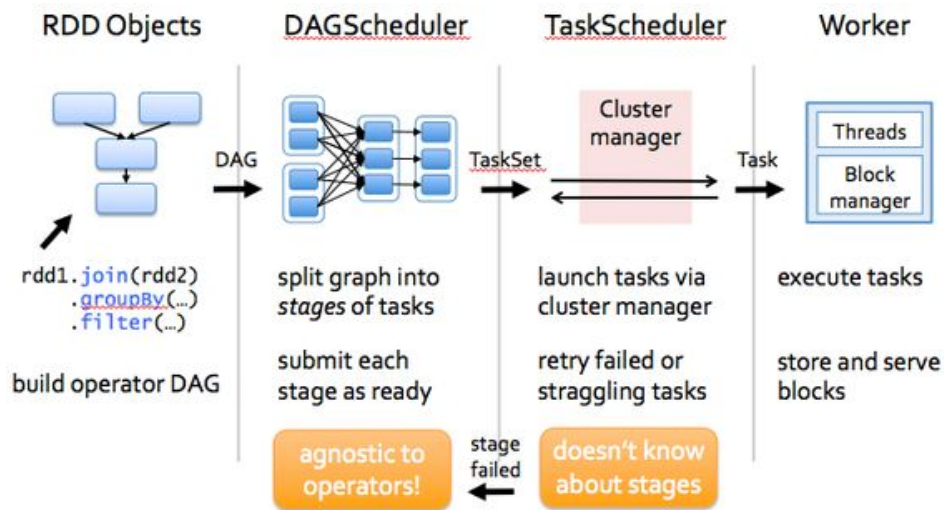 RDD Objects
DAGScheduler
TaskScheduler
Worker
DAG
TaskSet
Cluster
manager
Task
Threads
Block
manager
rdd1.join(rdd2)
.groupBy(…)
.filter(…)
build operator DAG
split graph into
stages of tasks
submit each
stage as ready
launch tasks via
cluster manager
retry failed or
straggling tasks
execute tasks
store and serve
blocks
agnostic to
operators!
stage
failed
doesn't know
about stages